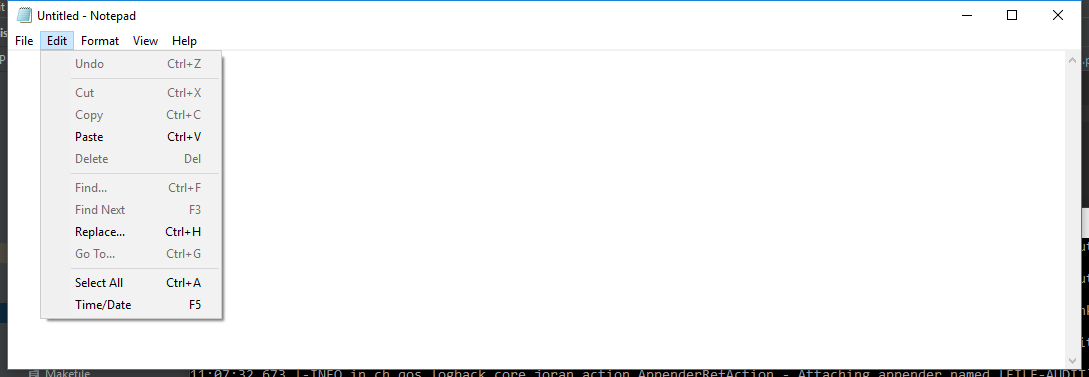 Untitled - Notepad
File Edit Format View Help
Undo Ctrl+Z
Cut Ctrl+X
Copy Ctrl+C
Paste Ctrl+V
Delete Del
Find... Ctrl+F
Find Next F3
Replace... Ctrl+H
Go To... Ctrl+G
Select All Ctrl+A
Time/Date F5
Makefile 11:07:32,673 |-INFO in ch.qos.logback.core.joran.action.AppenderRefAction - Attaching appender named [FILE-AUDIT